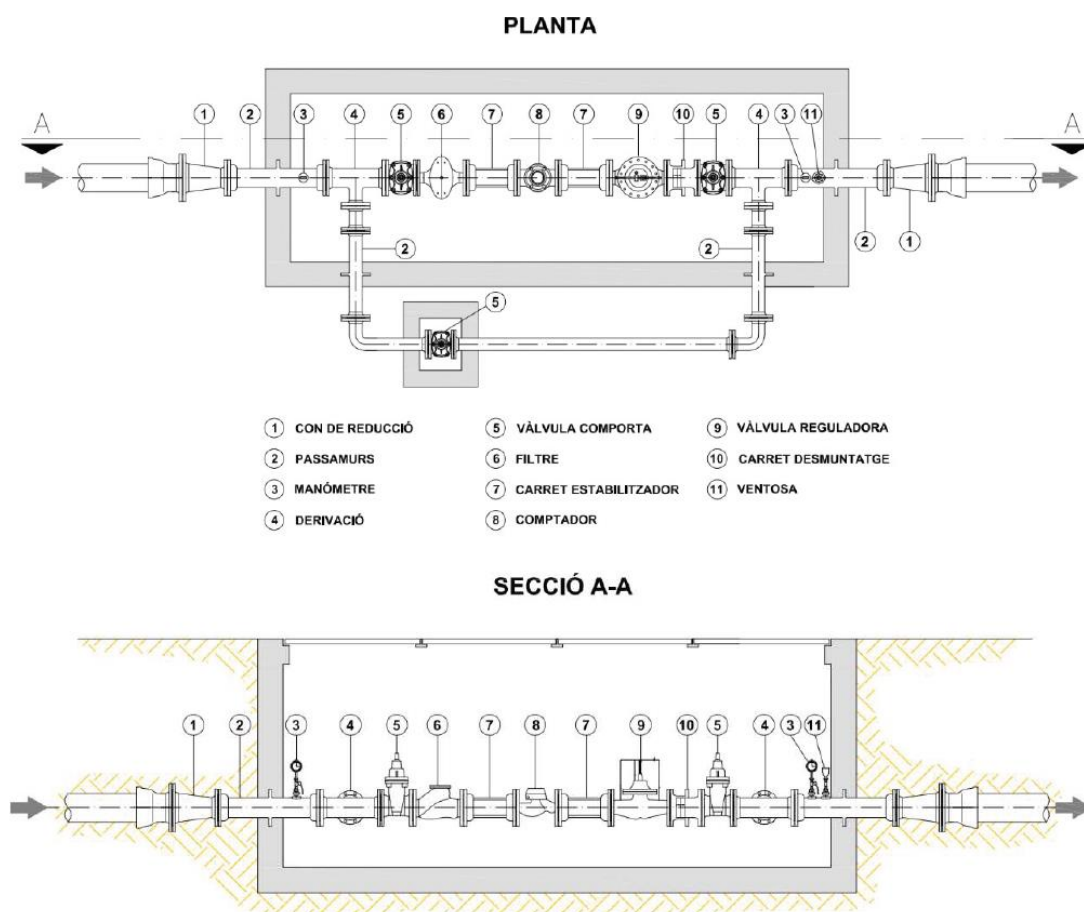 PLANTA
1 2 3 4 5 6 7 8 7 9 10 5 4 3 11
A A
2 2 2 1
5
1 CON DE REDUCCIÓ 5 VÀLVULA COMPORTA 9 VÀLVULA REGULADORA
2 PASSAMURS 6 FILTRE 10 CARRET DESMUNTATGE
3 MANÓMETRE 7 CARRET ESTABILITZADOR 11 VENTOSA
4 DERIVACIÓ 8 COMPTADOR
SECCIÓ A-A
1 2 3 4 5 6 7 8 7 9 10 5 4 3 11 2 1